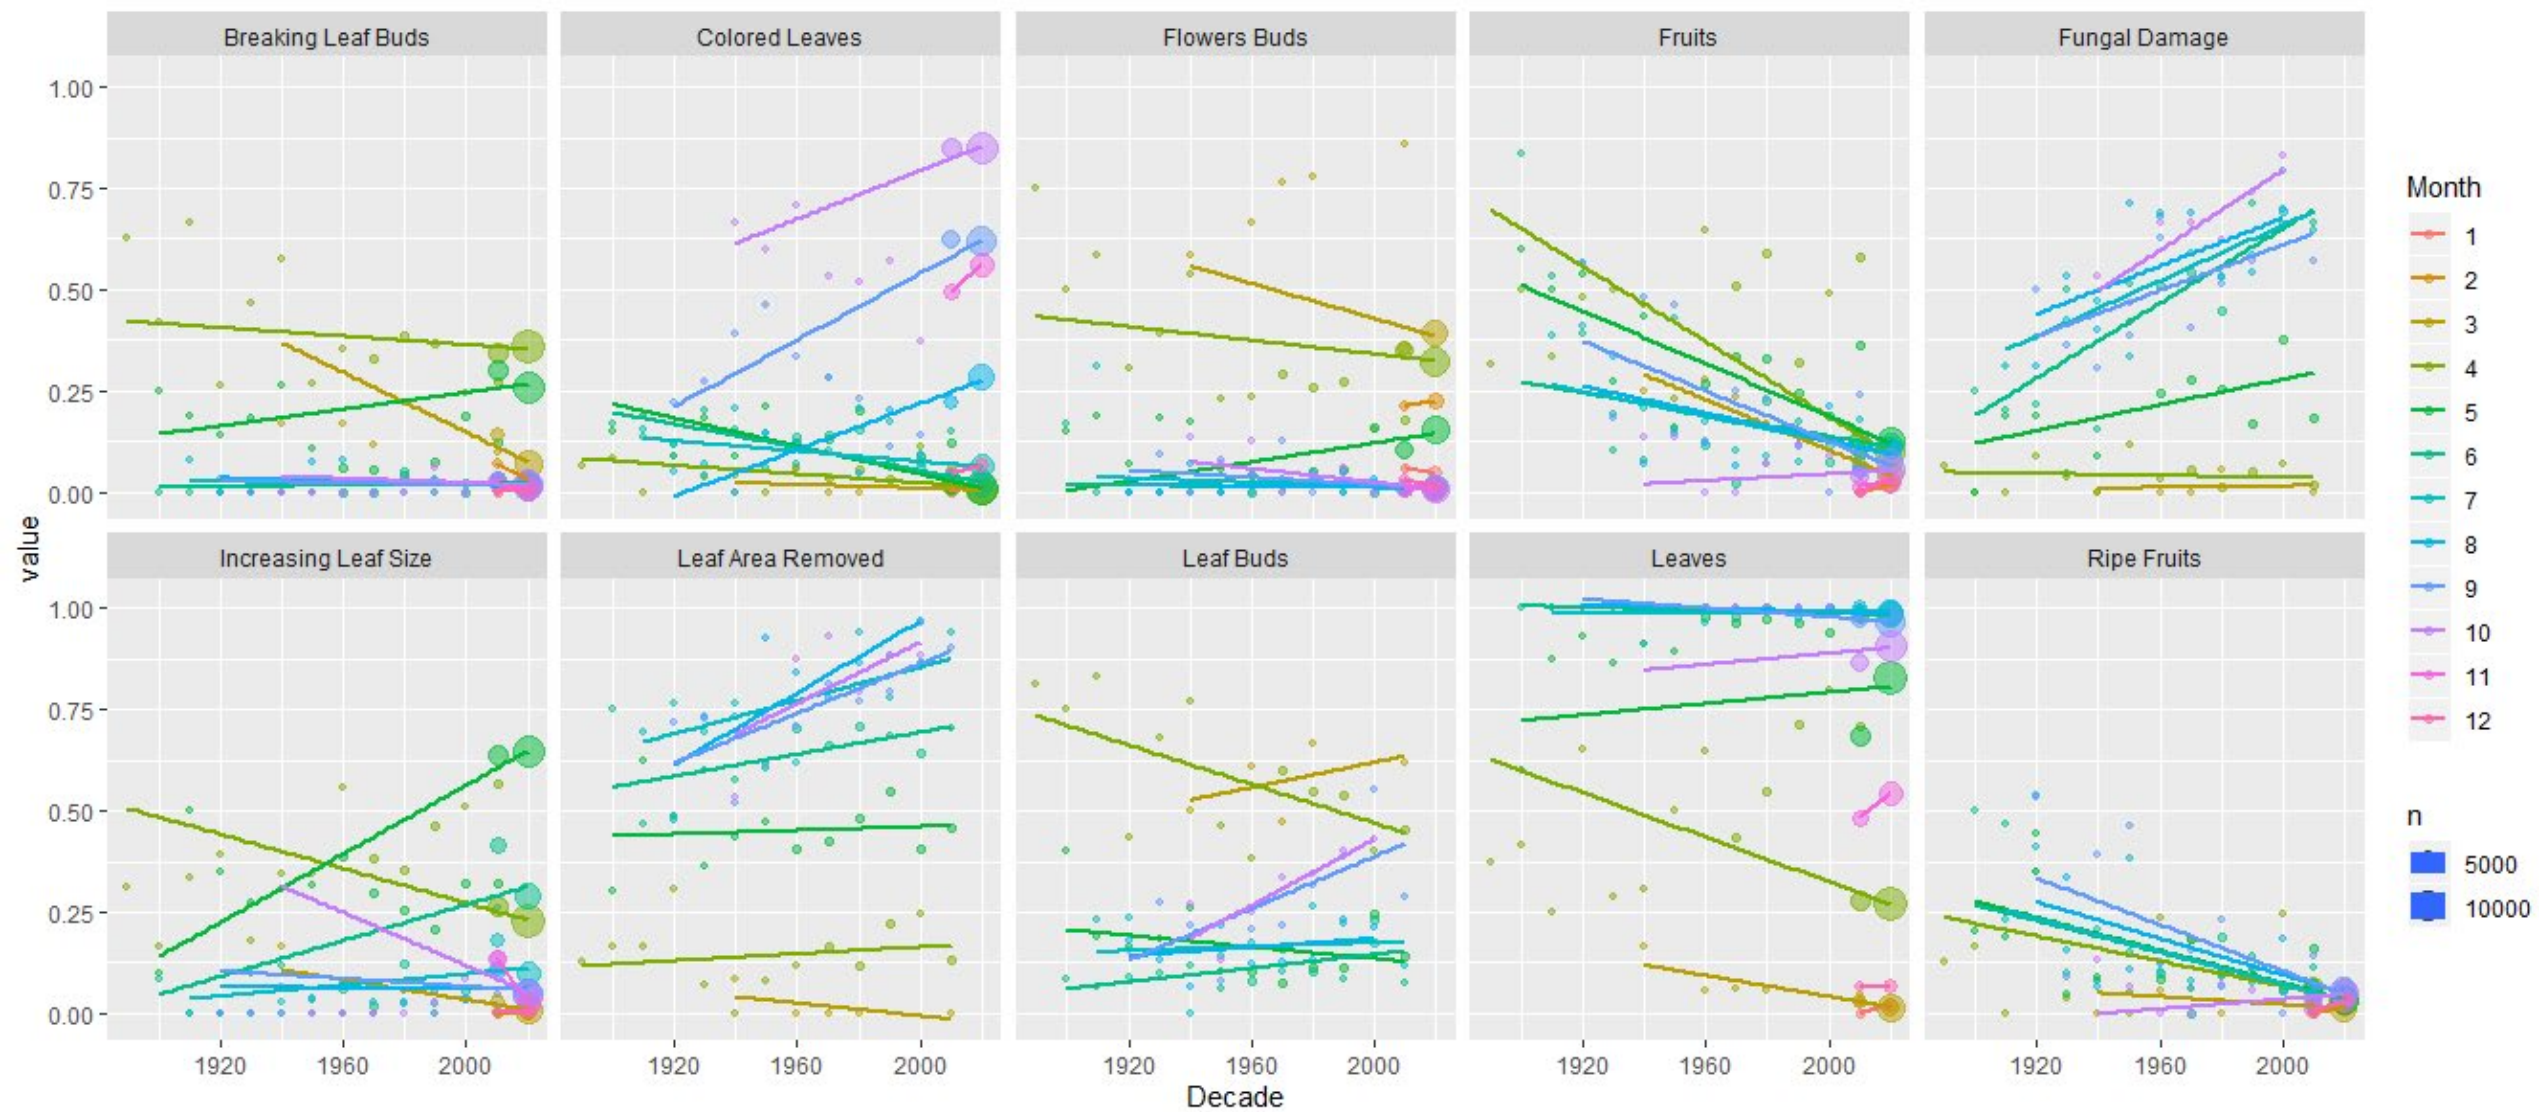 Breaking Leaf Buds
Colored Leaves
Flowers Buds
Fruits
Fungal Damage
1.00
0.75
0.50
0.25
0.00
Increasing Leaf Size
Leaf Area Removed
Leaf Buds
Leaves
Ripe Fruits
1.00
0.75
0.50
0.25
0.00
value
1920 1960 2000
1920 1960 2000
1920 1960 2000
1920 1960 2000
1920 1960 2000
Decade
Month
1
2
3
4
5
6
7
8
9
10
11
12
n
5000
10000